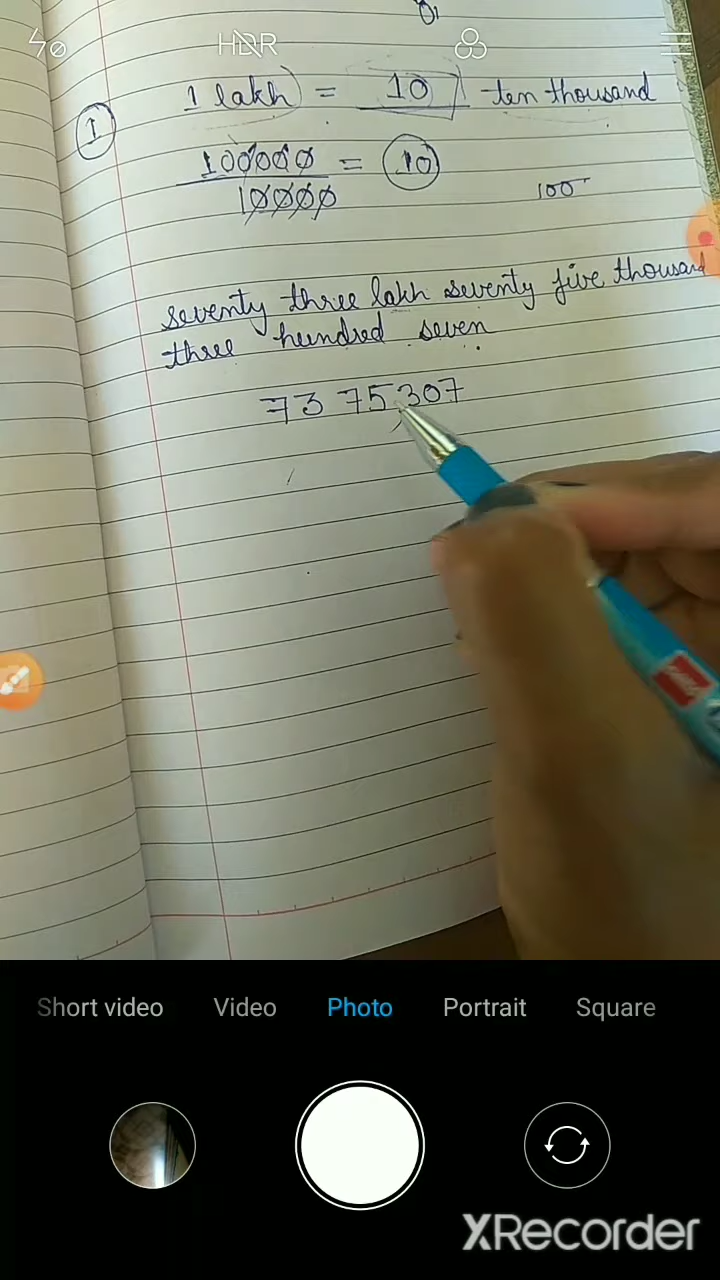 HDR
1 lakh = 10 ten thousand
I
100000 = 10
10000
100
seventy three lakh seventy five thousand
three hundred seven
73 75307
Short video Video Photo Portrait Square
XRecorder